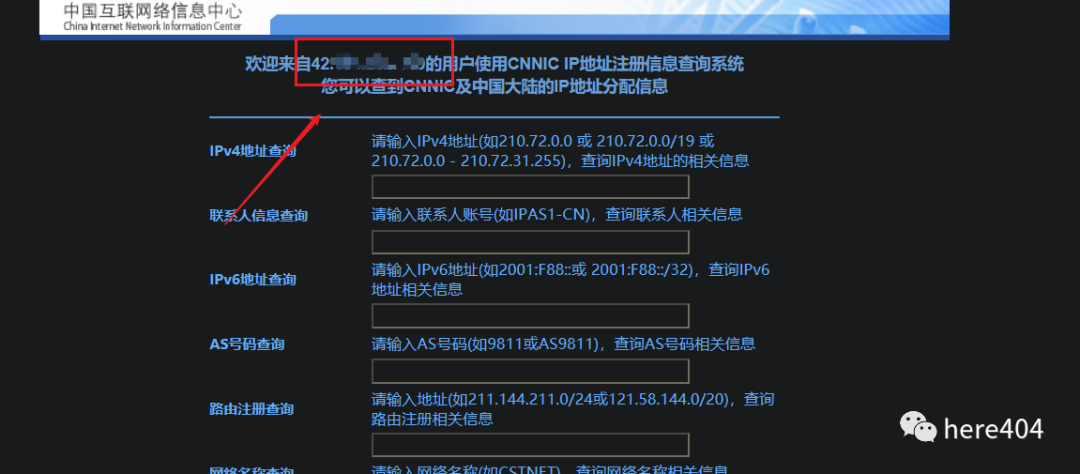 中国互联网络信息中心
China Internet Network Information Center
欢迎来自42.的用户使用CNNIC IP地址注册信息查询系统
您可以查到CNNIC及中国大陆的IP地址分配信息
IPv4地址查询
请输入IPv4地址(如210.72.0.0 或 210.72.0.0/19 或
210.72.0.0 - 210.72.31.255)，查询IPv4地址的相关信息
联系人信息查询
请输入联系人账号(如IPAS1-CN)，查询联系人相关信息
IPv6地址查询
请输入IPv6地址(如2001:F88::或 2001:F88::/32)，查询IPv6
地址相关信息
AS号码查询
请输入AS号码(如9811或AS9811)，查询AS号码相关信息
路由注册查询
请输入地址(如211.144.211.0/24或121.58.144.0/20)，查询
路由注册相关信息
网络名称查询
请输入网络名称(如CSTNET)，查询网络名称相关信息
here404